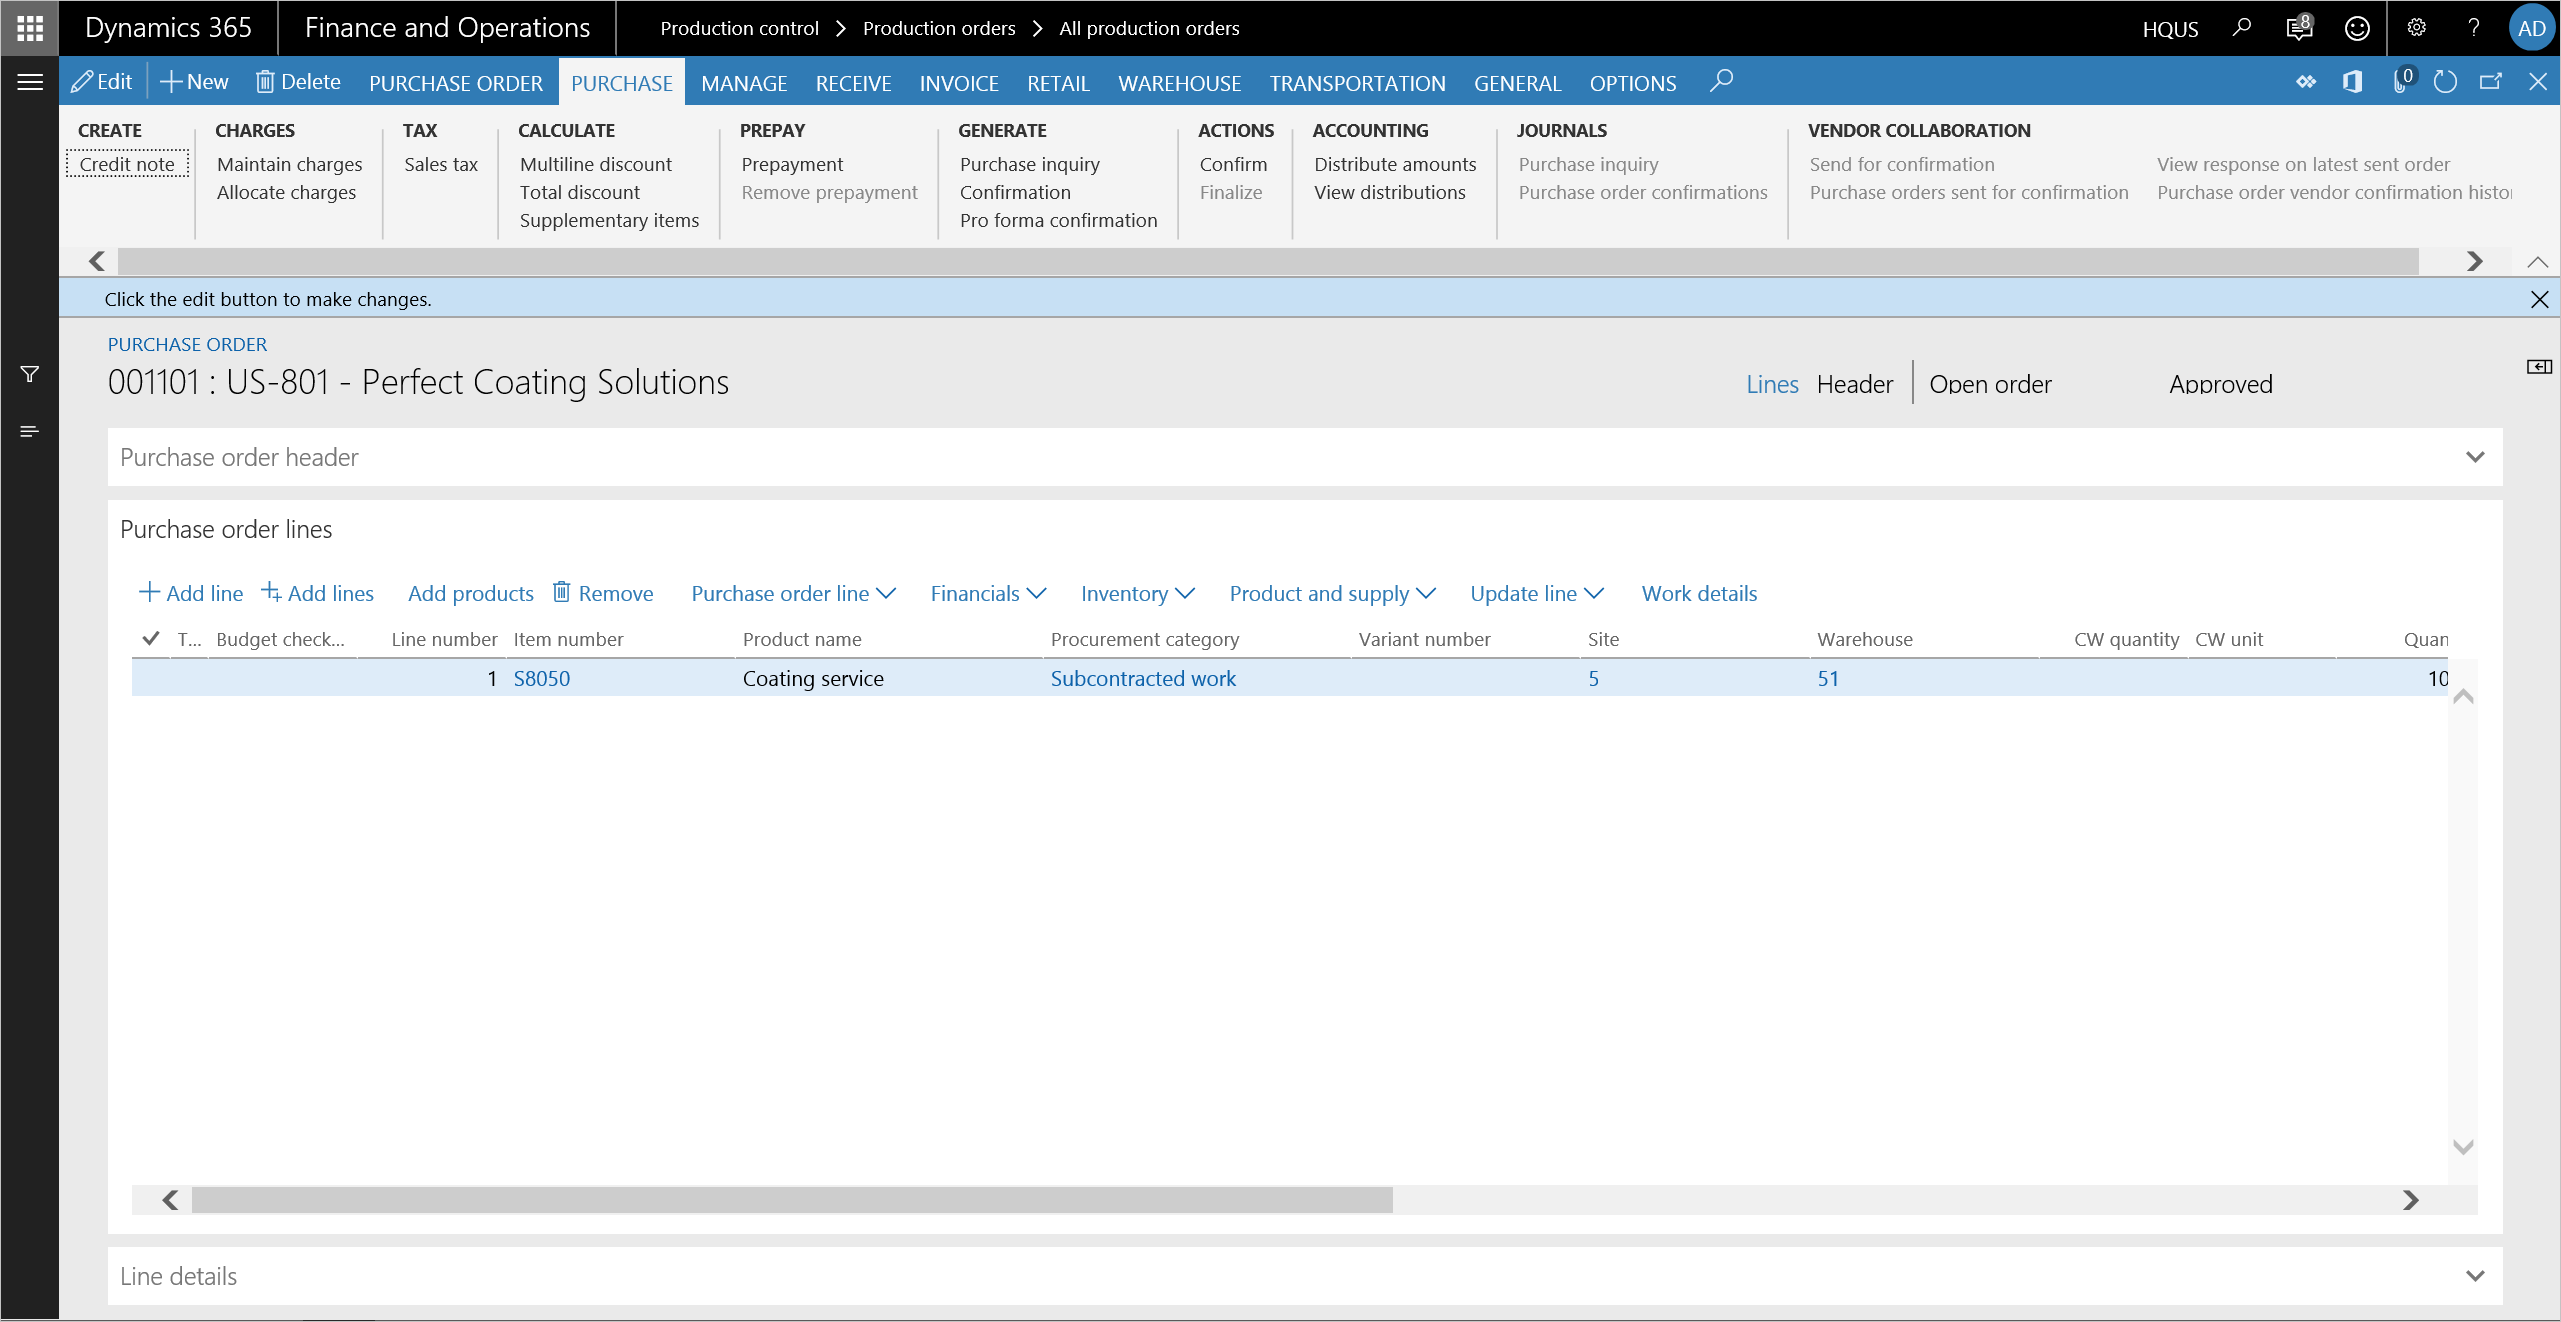 Dynamics 365 Finance and Operations Production control Production orders All production orders HQUS 8 ? AD
Edit New Delete PURCHASE ORDER PURCHASE MANAGE RECEIVE INVOICE RETAIL WAREHOUSE TRANSPORTATION GENERAL OPTIONS 0
CREATE CHARGES TAX CALCULATE PREPAY GENERATE ACTIONS ACCOUNTING JOURNALS VENDOR COLLABORATION
Credit note Maintain charges Sales tax Multiline discount Prepayment Purchase inquiry Confirm Distribute amounts Purchase inquiry Send for confirmation View response on latest sent order
Allocate charges Total discount Remove prepayment Confirmation Finalize View distributions Purchase order confirmations Purchase orders sent for confirmation Purchase order vendor confirmation histor
Supplementary items Pro forma confirmation
Click the edit button to make changes.
PURCHASE ORDER
001101 : US-801 - Perfect Coating Solutions Lines Header Open order Approved
Purchase order header
Purchase order lines
Add line Add lines Add products Remove Purchase order line Financials Inventory Product and supply Update line Work details
T... Budget check... Line number Item number Product name Procurement category Variant number Site Warehouse CW quantity CW unit Quan
1 S8050 Coating service Subcontracted work 5 51 10
Line details